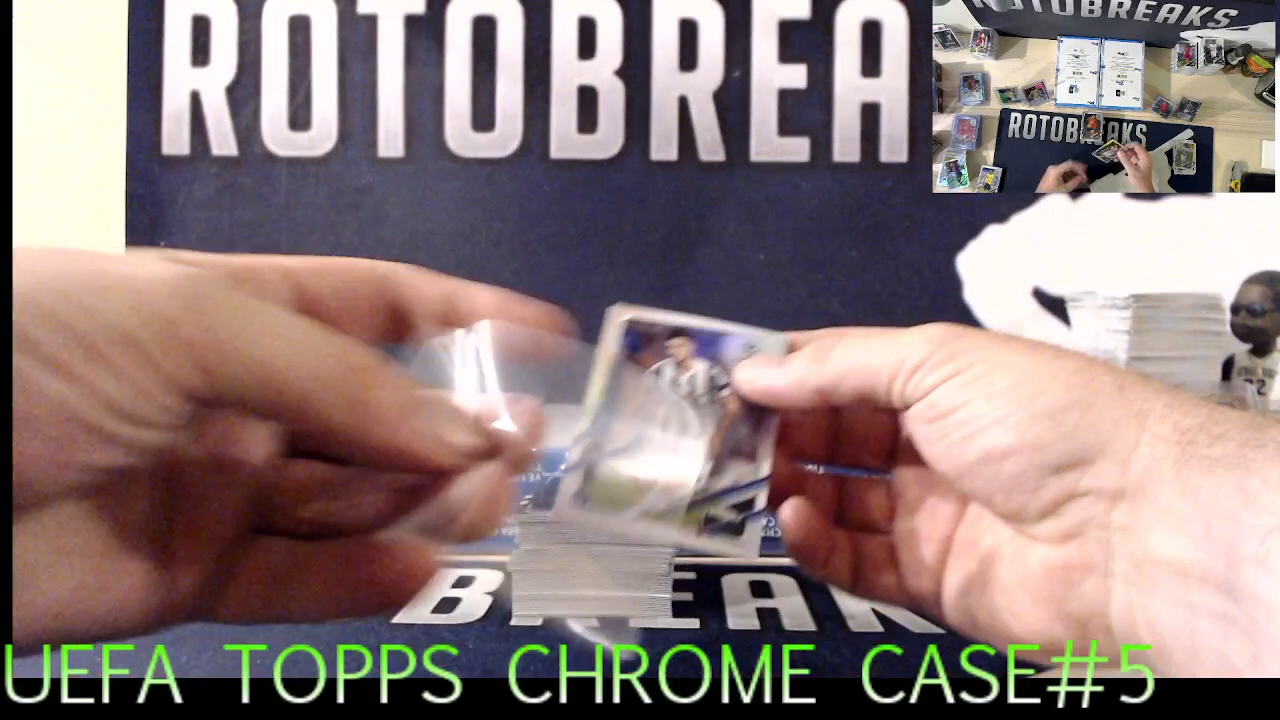 ROTOBREA
ROTOBREAKS
ROTOBREAKS
BREAK
UEFA TOPPS CHROME CASE#5